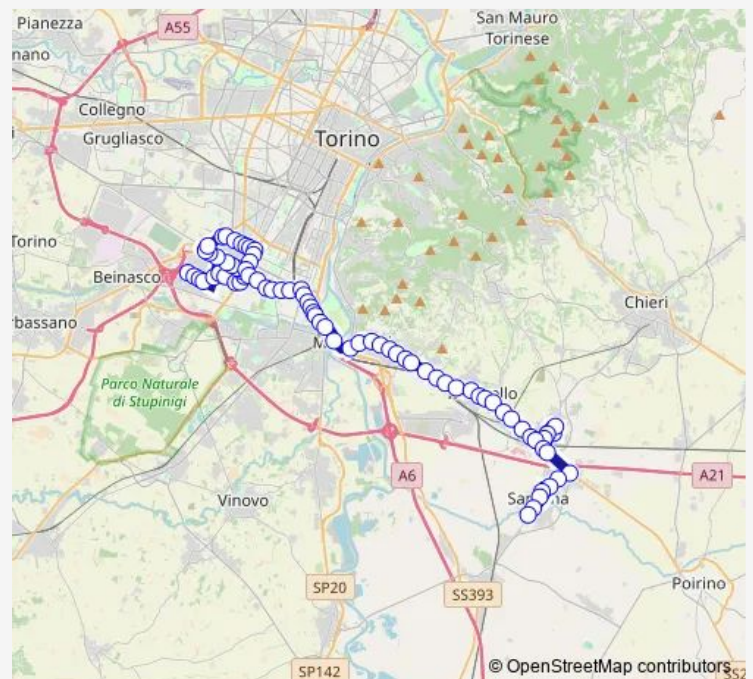 Pianezza
A55
San Mauro
Torinese
Collegno
Grugliasco
Torino
Torino
Beinasco
Chieri
Parco Naturale
di Stupinigi
A6
A21
Vinovo
SP20
SS393
Poirino
SP142
© OpenStreetMap contributors